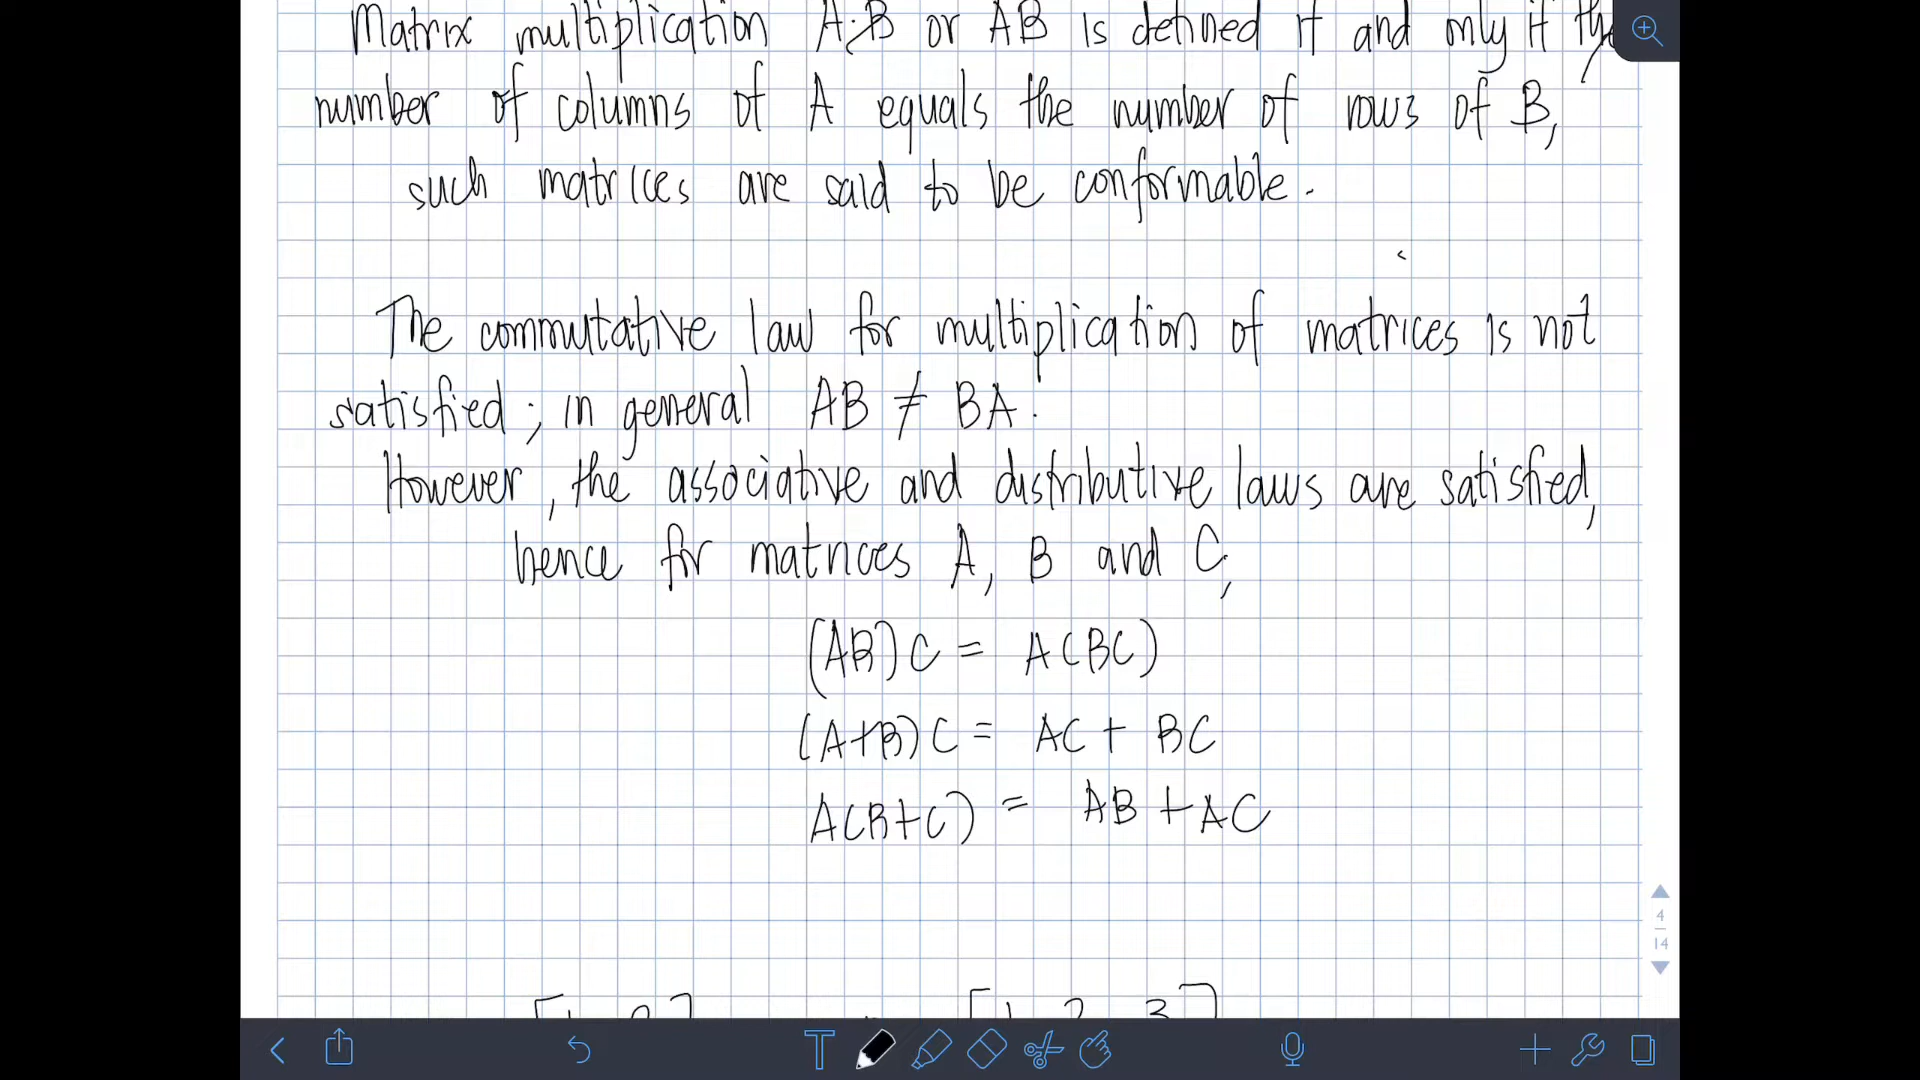 Matrix multiplication A·B or AB is defined if and only if the
number of columns of A equals the number of rows of B,
such matrices are said to be conformable.
The commutative law for multiplication of matrices is not
satisfied; in general AB ≠ BA.
However, the associative and distributive laws are satisfied,
hence for matrices A, B and C,
(AB)C = A(BC)
(A+B)C = AC + BC
A(B+C) = AB + AC
4
14
1 2 3
T